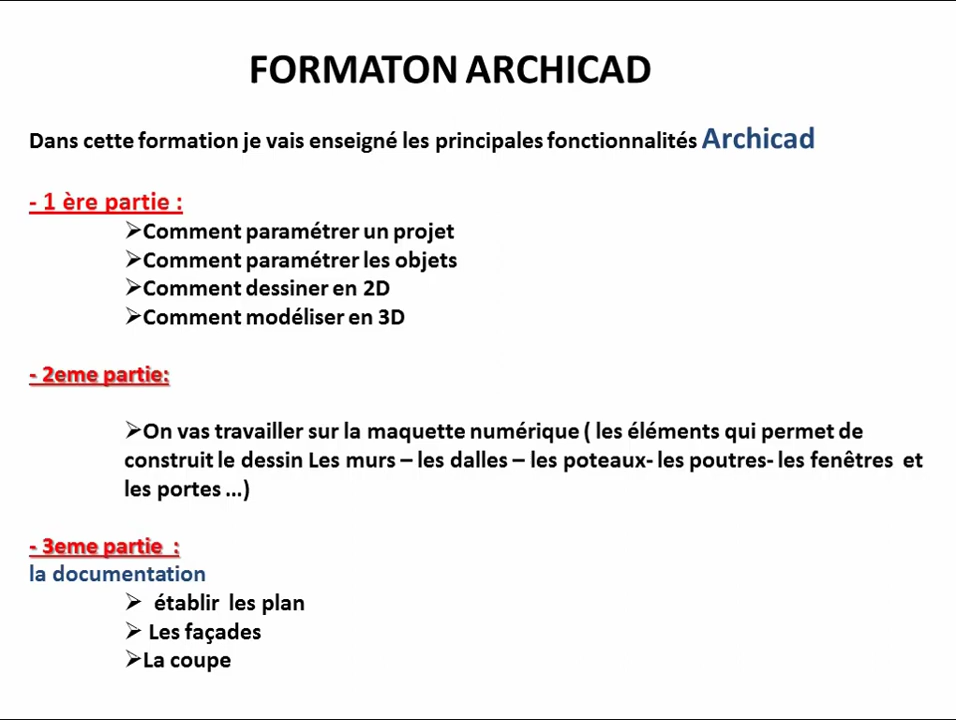 FORMATON ARCHICAD
Dans cette formation je vais enseigné les principales fonctionnalités Archicad
- 1 ère partie :
➢Comment paramétrer un projet
➢Comment paramétrer les objets
➢Comment dessiner en 2D
➢Comment modéliser en 3D
- 2eme partie:
➢On vas travailler sur la maquette numérique ( les éléments qui permet de
construit le dessin Les murs – les dalles – les poteaux- les poutres- les fenêtres et
les portes ...)
- 3eme partie :
la documentation
➢ établir les plan
➢ Les façades
➢La coupe